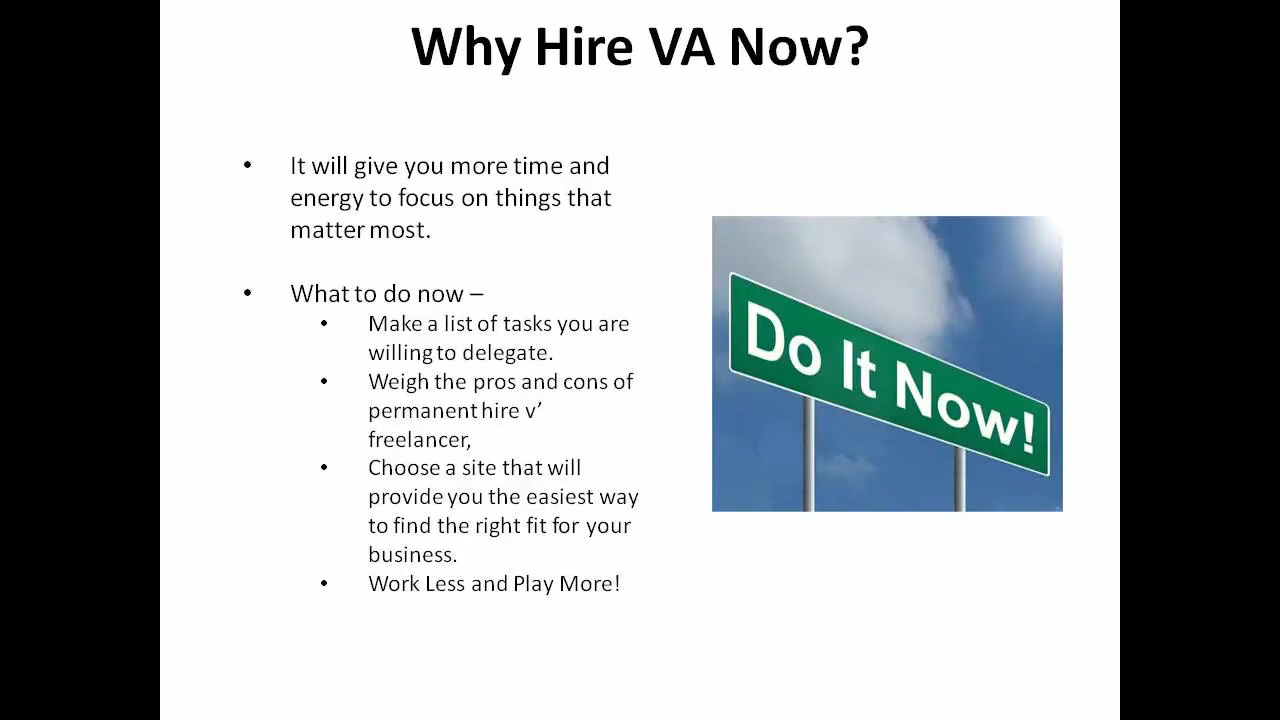 Why Hire VA Now?
• It will give you more time and
energy to focus on things that
matter most.
• What to do now –
• Make a list of tasks you are
willing to delegate.
• Weigh the pros and cons of
permanent hire v’
freelancer,
• Choose a site that will
provide you the easiest way
to find the right fit for your
business.
• Work Less and Play More!
Do It Now!